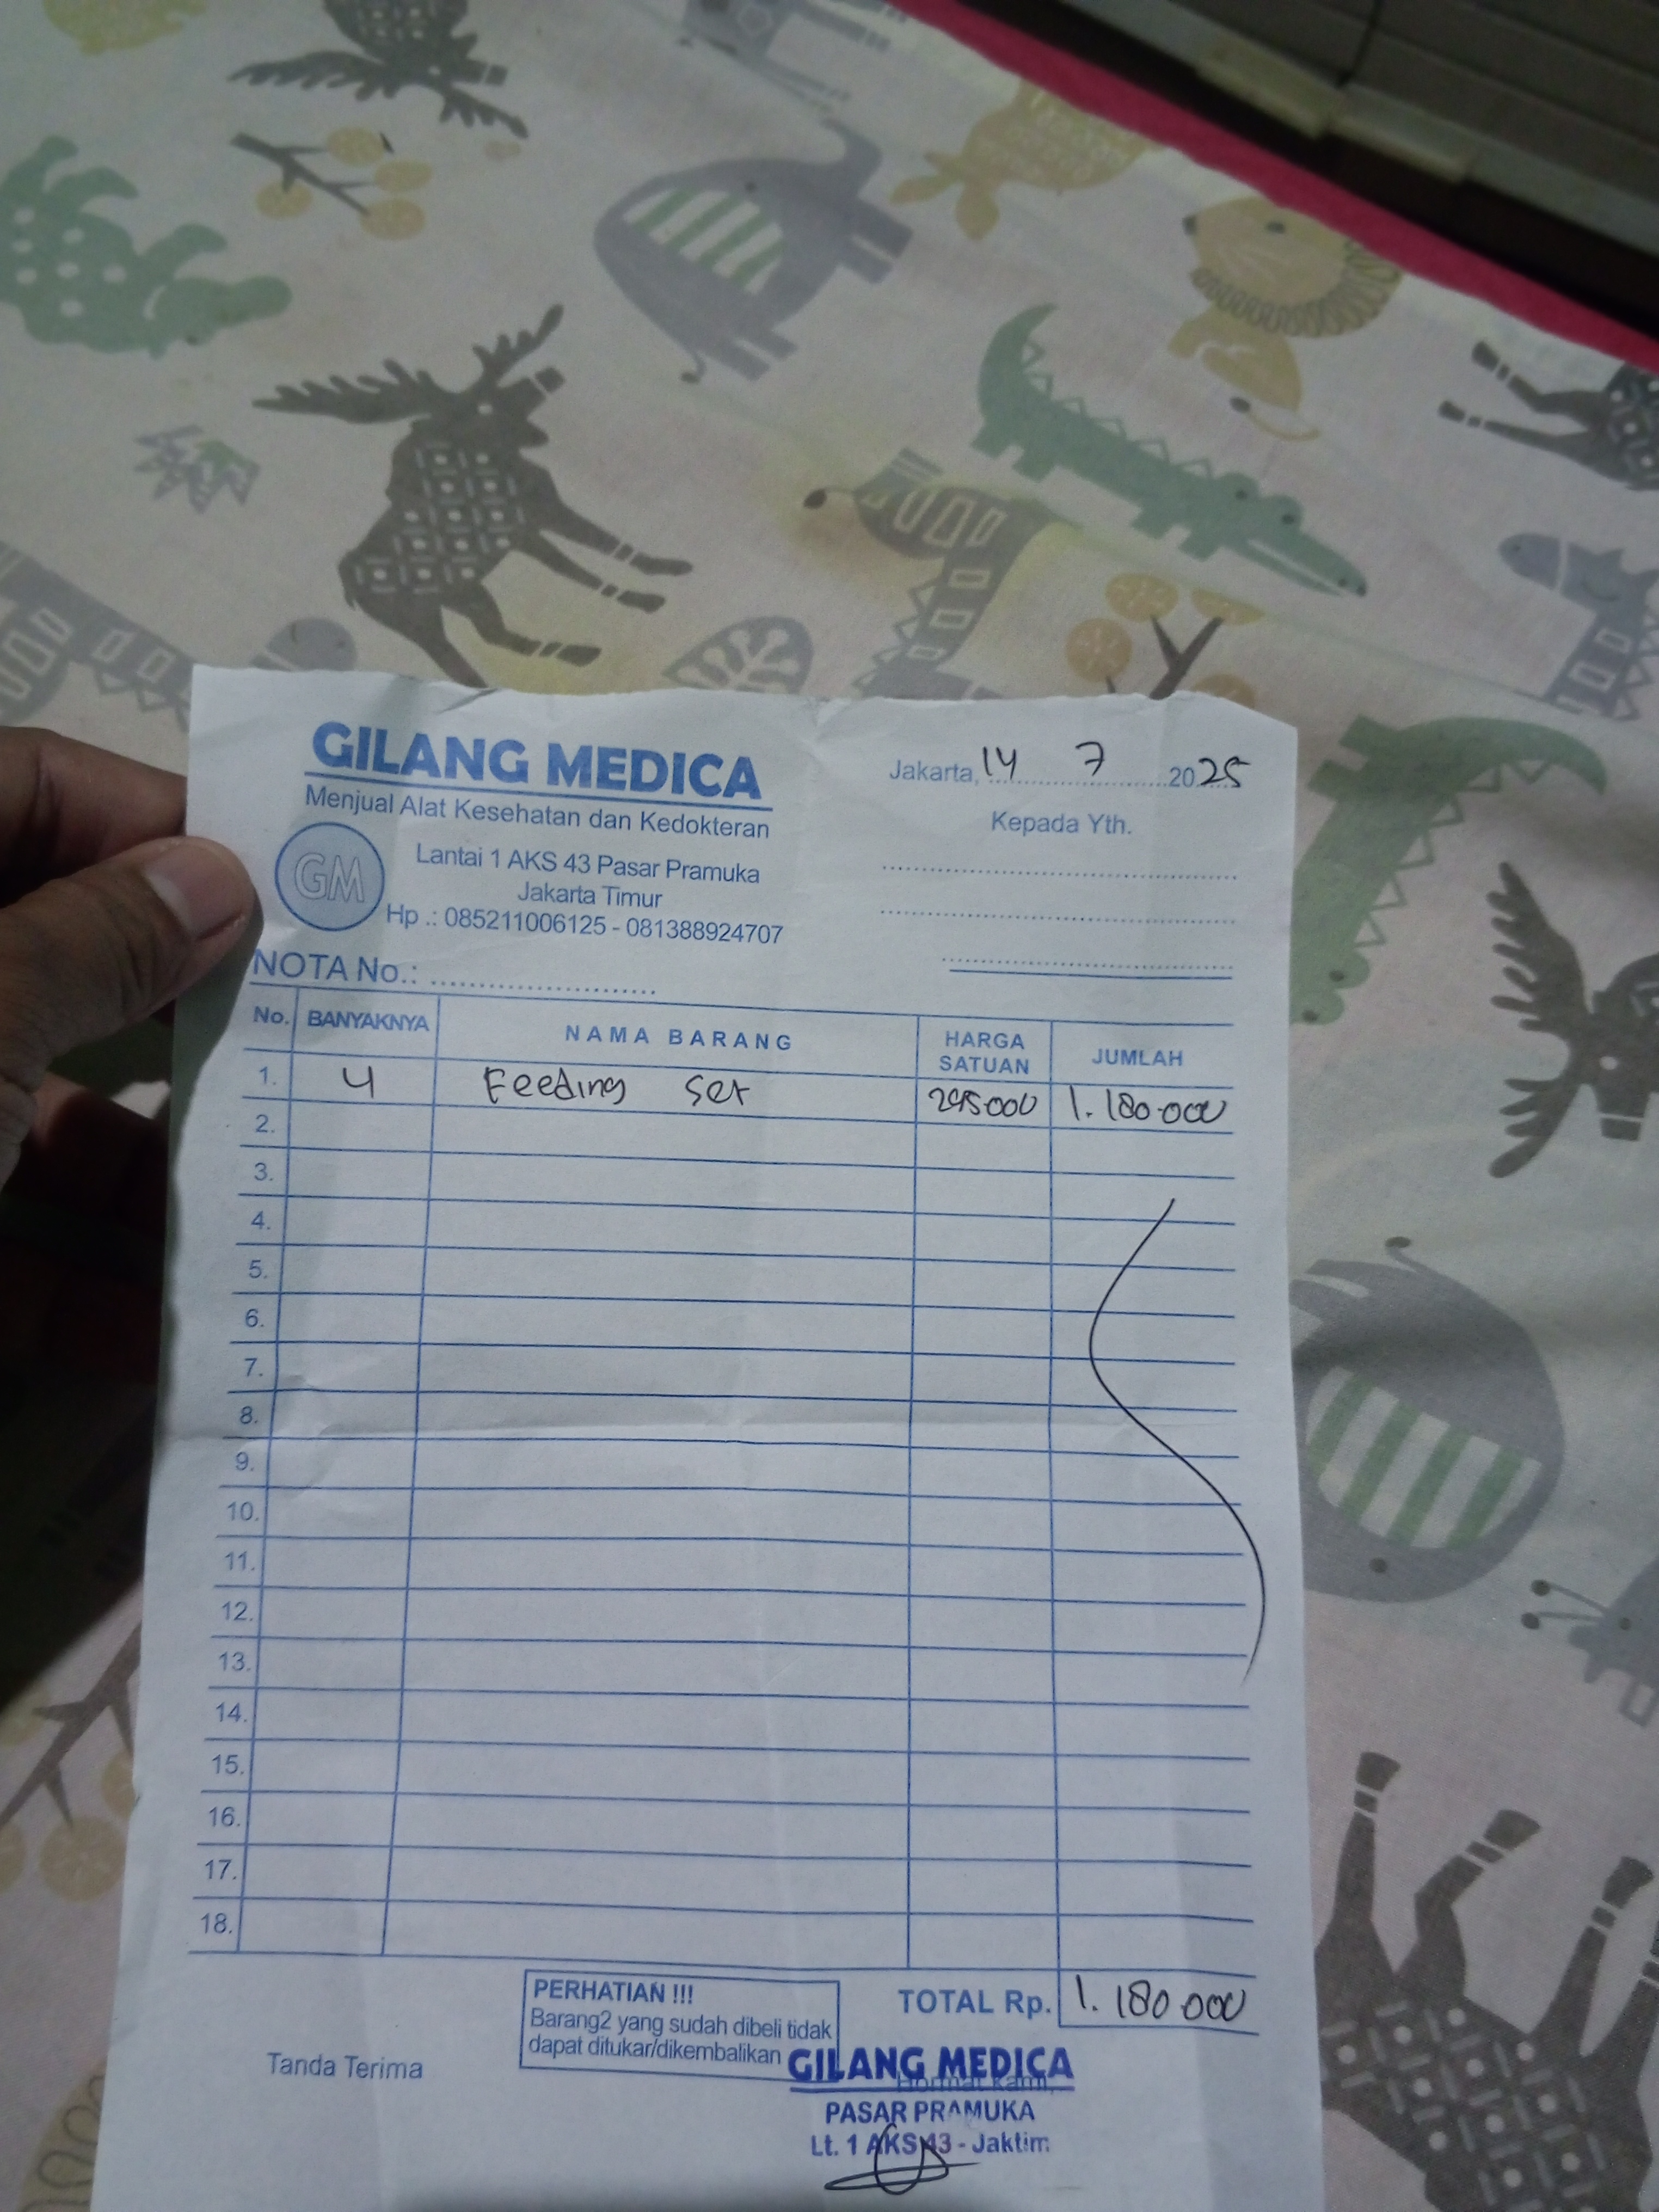 GILANG MEDICA
Menjual Alat Kesehatan dan Kedokteran
GM
Lantai 1 AKS 43 Pasar Pramuka
Jakarta Timur
Hp .: 085211006125 - 081388924707
Jakarta, 14 7 2025
Kepada Yth.
NOTA No.:
No. BANYAKNYA NAMA BARANG HARGA SATUAN JUMLAH
1. 4 Feeding Set 295000 1.180.000
2.
3.
4.
5.
6.
7.
8.
9.
10.
11.
12.
13.
14.
15.
16.
17.
18.
TOTAL Rp. 1.180.000
PERHATIAN !!!
Barang2 yang sudah dibeli tidak
dapat ditukar/dikembalikan
Tanda Terima
Hormat kami,
GILANG MEDICA
PASAR PRAMUKA
Lt. 1 AKS 43 - Jaktim